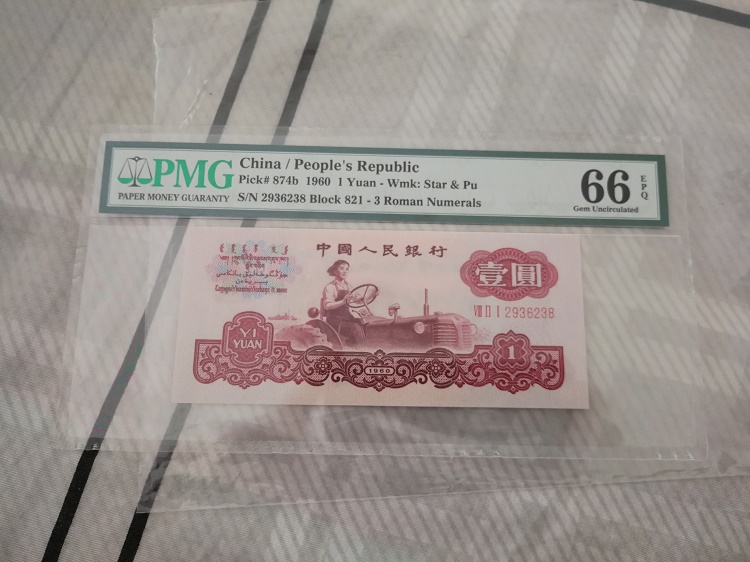 PMG
PAPER MONEY GUARANTY
China / People's Republic
Pick# 874b 1960 1 Yuan - Wmk: Star & Pu
S/N 2936238 Block 821 - 3 Roman Numerals
66 EPQ
Gem Uncirculated
中國人民銀行
壹圓
VIII II I 2936238
YI
YUAN
1960
1